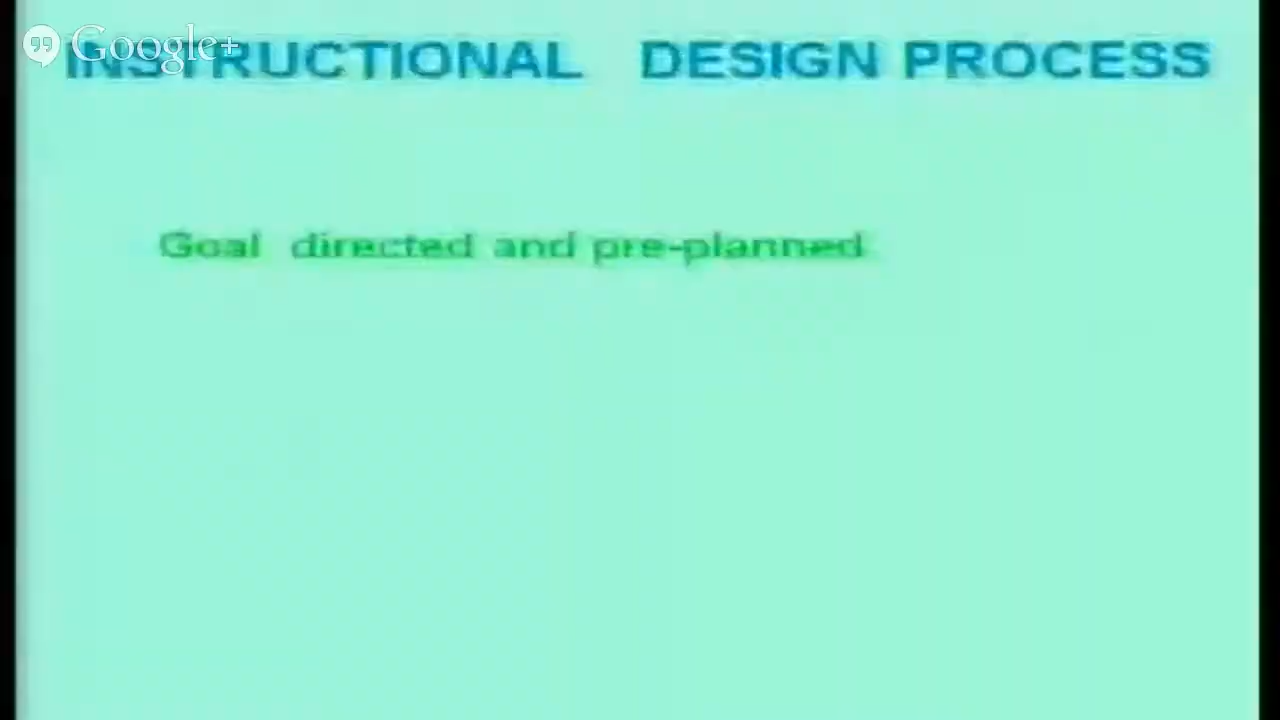 Google+
INSTRUCTIONAL DESIGN PROCESS
Goal directed and pre-planned